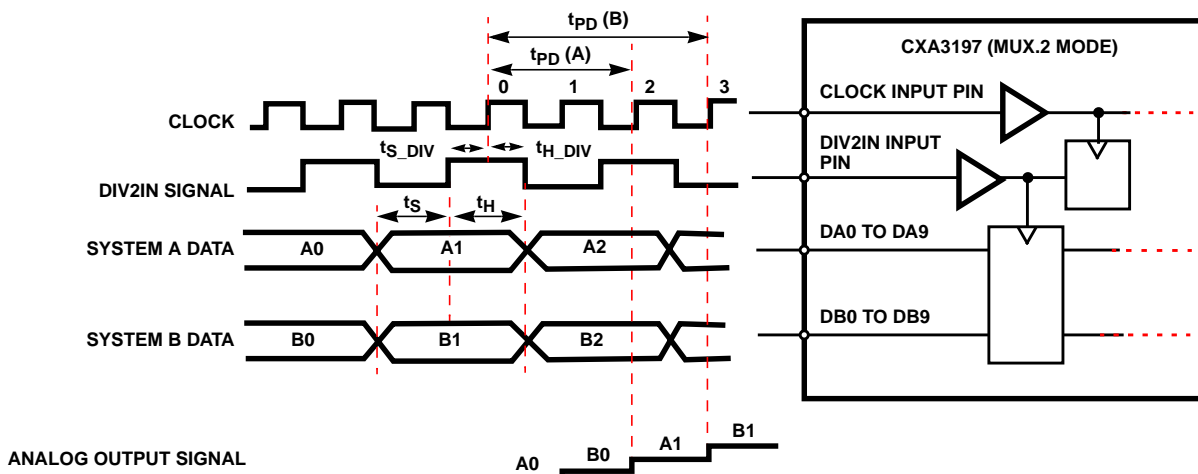 tPD (B)
tPD (A)
0 1 2 3
CLOCK
tS_DIV tH_DIV
DIV2IN SIGNAL
tS tH
SYSTEM A DATA
A0 A1 A2
SYSTEM B DATA
B0 B1 B2
ANALOG OUTPUT SIGNAL
A0 B0 A1 B1
CXA3197 (MUX.2 MODE)
CLOCK INPUT PIN
DIV2IN INPUT
PIN
DA0 TO DA9
DB0 TO DB9